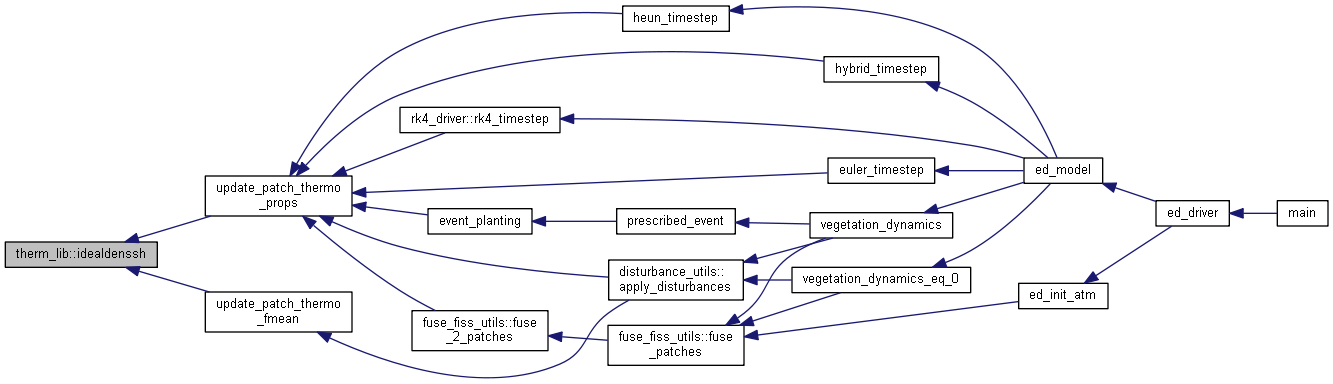 heun_timestep
hybrid_timestep
rk4_driver::rk4_timestep
euler_timestep
ed_model
update_patch_thermo
_props
event_planting
prescribed_event
vegetation_dynamics
ed_driver
main
therm_lib::idealdenssh
disturbance_utils::
apply_disturbances
vegetation_dynamics_eq_0
ed_init_atm
update_patch_thermo
_fmean
fuse_fiss_utils::fuse
_2_patches
fuse_fiss_utils::fuse
_patches